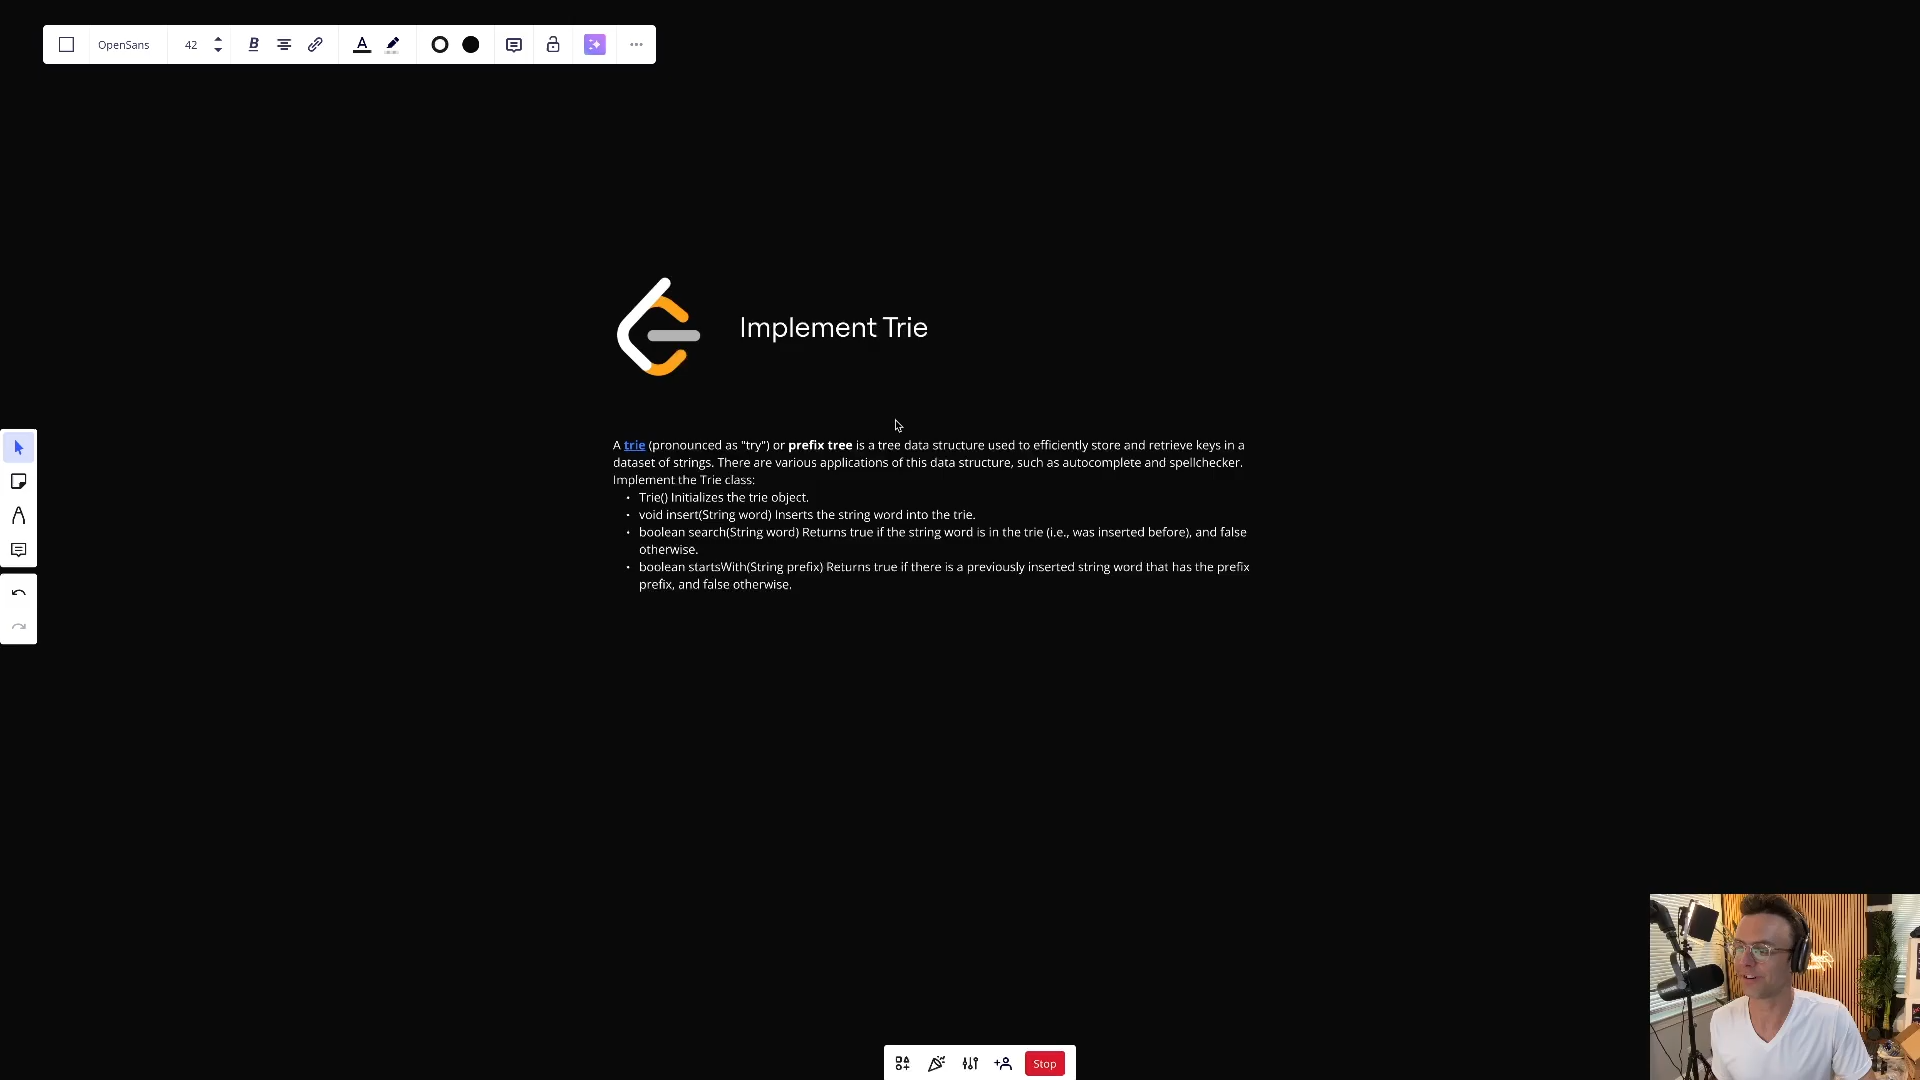 OpenSans 42 B A
Implement Trie
A trie (pronounced as "try") or prefix tree is a tree data structure used to efficiently store and retrieve keys in a
dataset of strings. There are various applications of this data structure, such as autocomplete and spellchecker.
Implement the Trie class:
• Trie() Initializes the trie object.
• void insert(String word) Inserts the string word into the trie.
• boolean search(String word) Returns true if the string word is in the trie (i.e., was inserted before), and false
otherwise.
• boolean startsWith(String prefix) Returns true if there is a previously inserted string word that has the prefix
prefix, and false otherwise.
Stop